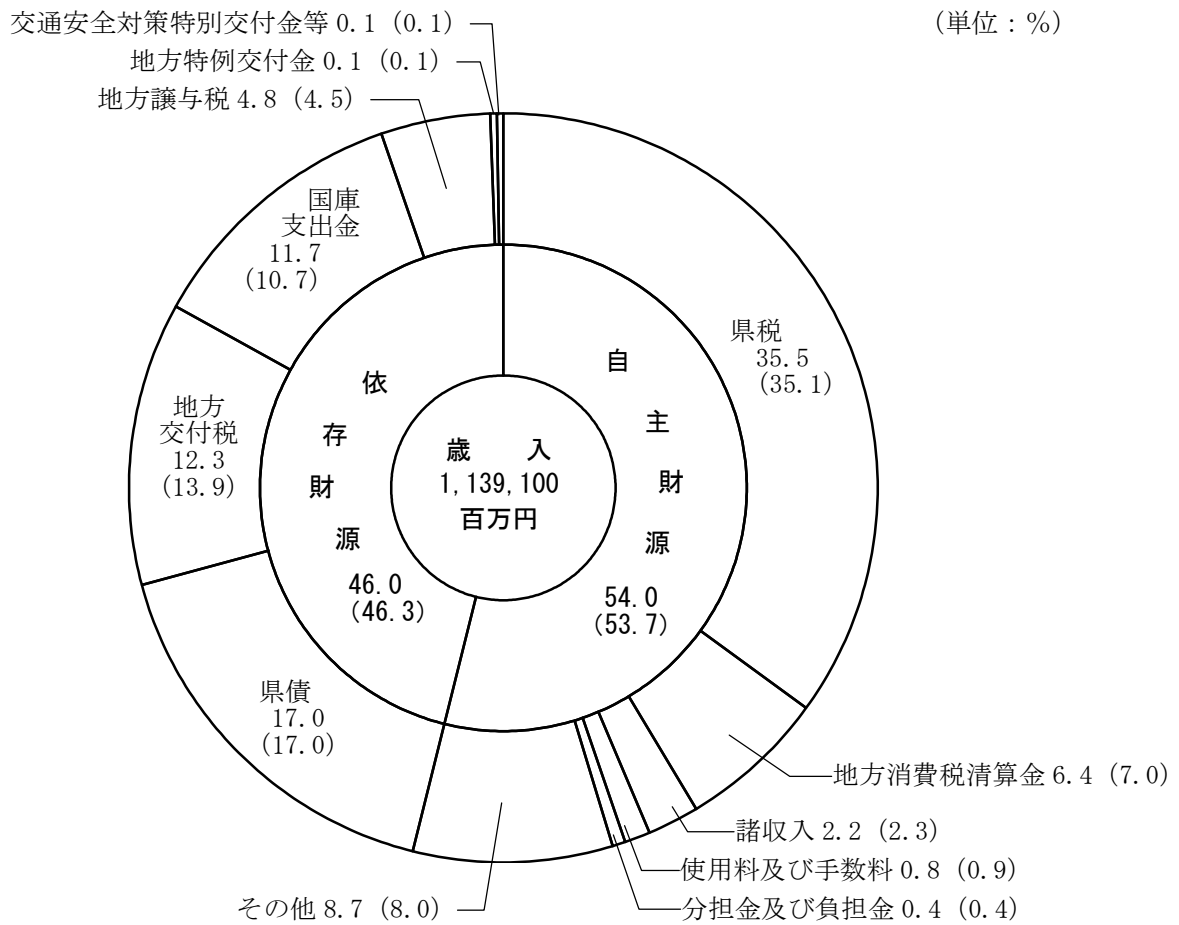 交通安全対策特別交付金等 0.1 (0.1)
(単位：％)
地方特例交付金 0.1 (0.1)
地方譲与税 4.8 (4.5)
国庫
支出金
11.7
(10.7)
県税
35.5
(35.1)
地方
交付税
12.3
(13.9)
依存財源
46.0
(46.3)
歳　入
1,139,100
百万円
自主財源
54.0
(53.7)
県債
17.0
(17.0)
地方消費税清算金 6.4 (7.0)
諸収入 2.2 (2.3)
使用料及び手数料 0.8 (0.9)
分担金及び負担金 0.4 (0.4)
その他 8.7 (8.0)